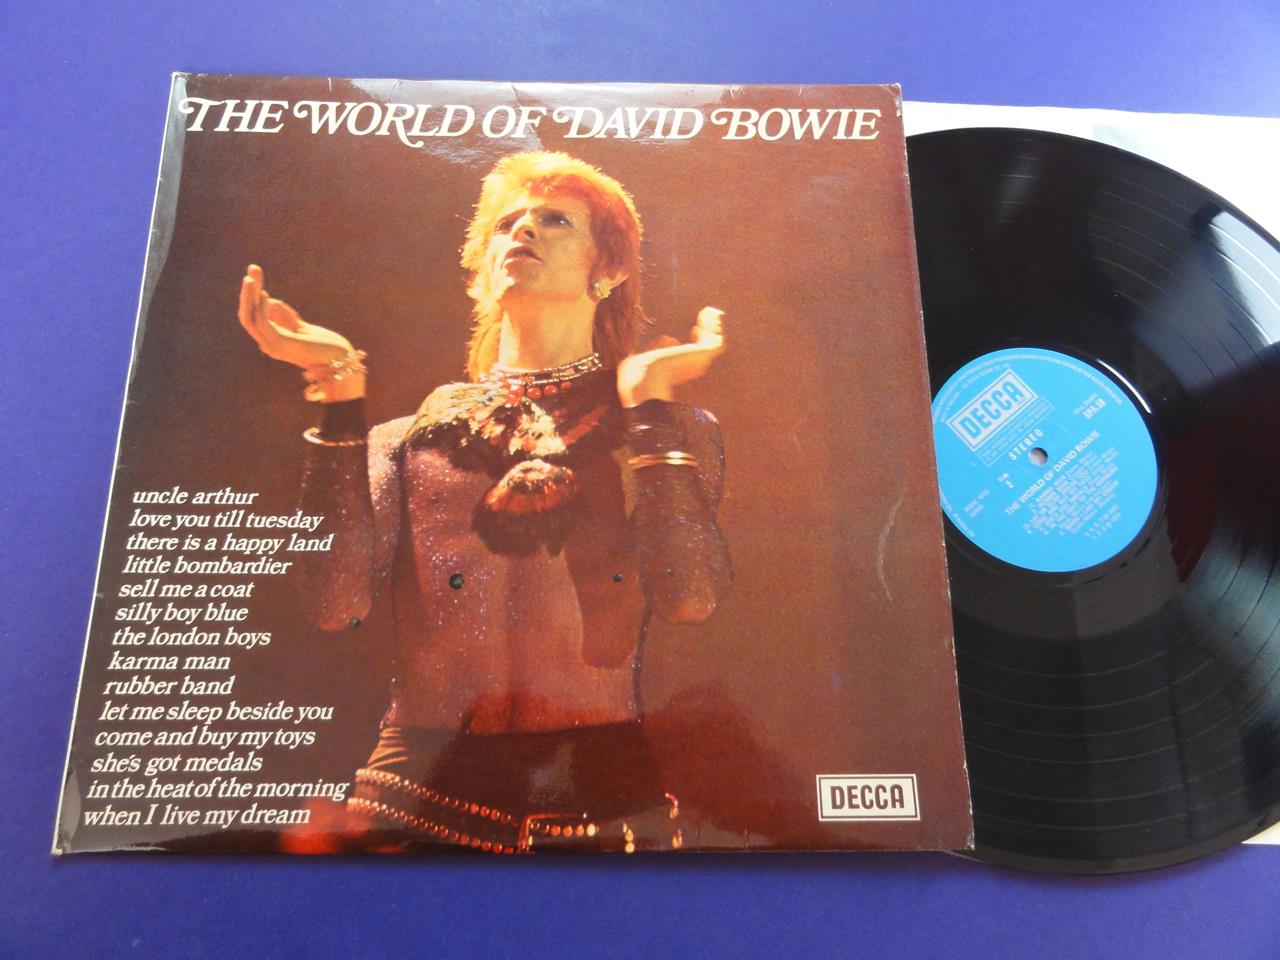 THE WORLD OF DAVID BOWIE
uncle arthur
love you till tuesday
there is a happy land
little bombardier
sell me a coat
silly boy blue
the london boys
karma man
rubber band
let me sleep beside you
come and buy my toys
she's got medals
in the heat of the morning
when I live my dream
DECCA
DECCA
STEREO
SPA.58
THE WORLD OF DAVID BOWIE